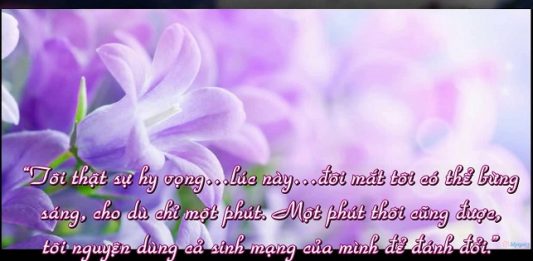 “Tôi thật sự hy vọng...lúc này...đôi mắt tôi có thể bừng
sáng, cho dù chỉ một phút. Một phút thôi cũng được,
tôi nguyện dùng cả sinh mạng của mình để đánh đổi.”